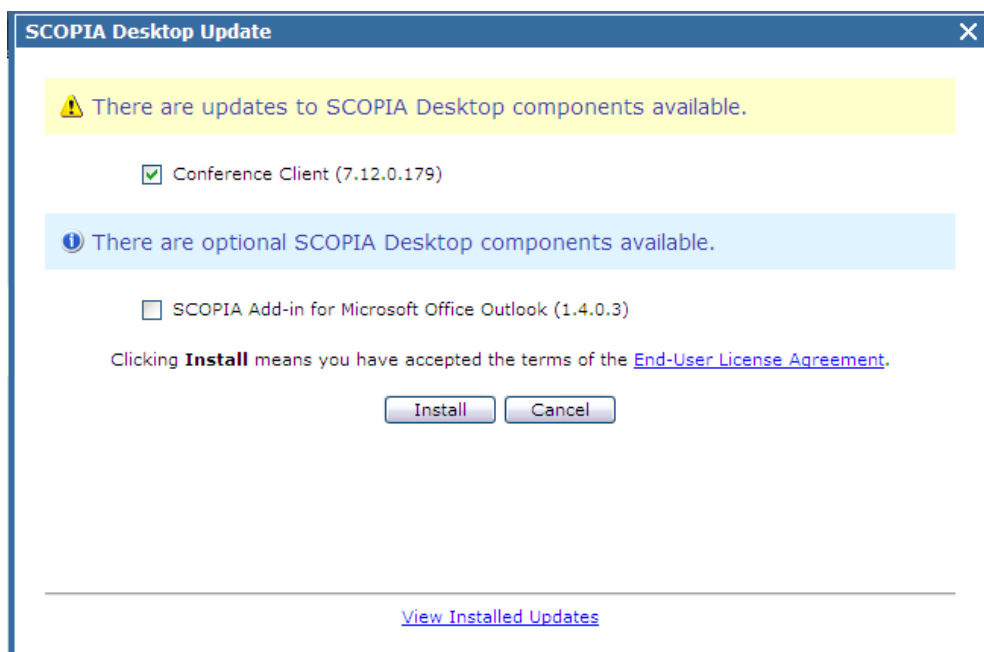 SCOPIA Desktop Update
There are updates to SCOPIA Desktop components available.
Conference Client (7.12.0.179)
There are optional SCOPIA Desktop components available.
SCOPIA Add-in for Microsoft Office Outlook (1.4.0.3)
Clicking Install means you have accepted the terms of the End-User License Agreement.
Install Cancel
View Installed Updates